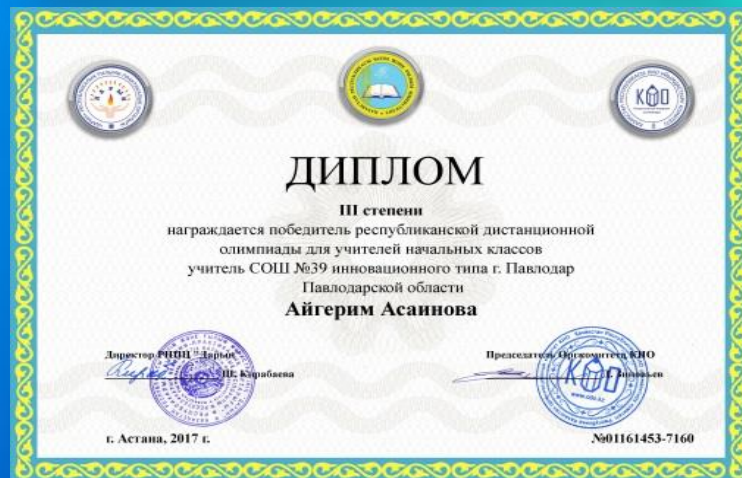 КОО
ДИПЛОМ
III степени
награждается победитель республиканской дистанционной
олимпиады для учителей начальных классов
учитель СОШ №39 инновационного типа г. Павлодар
Павлодарской области
Айгерим Асаинова
Директор РНПЦ "Дарын"
Ш. Карабаева
Председатель Оргкомитета КИО
г. Астана, 2017 г.
№01161453-7160